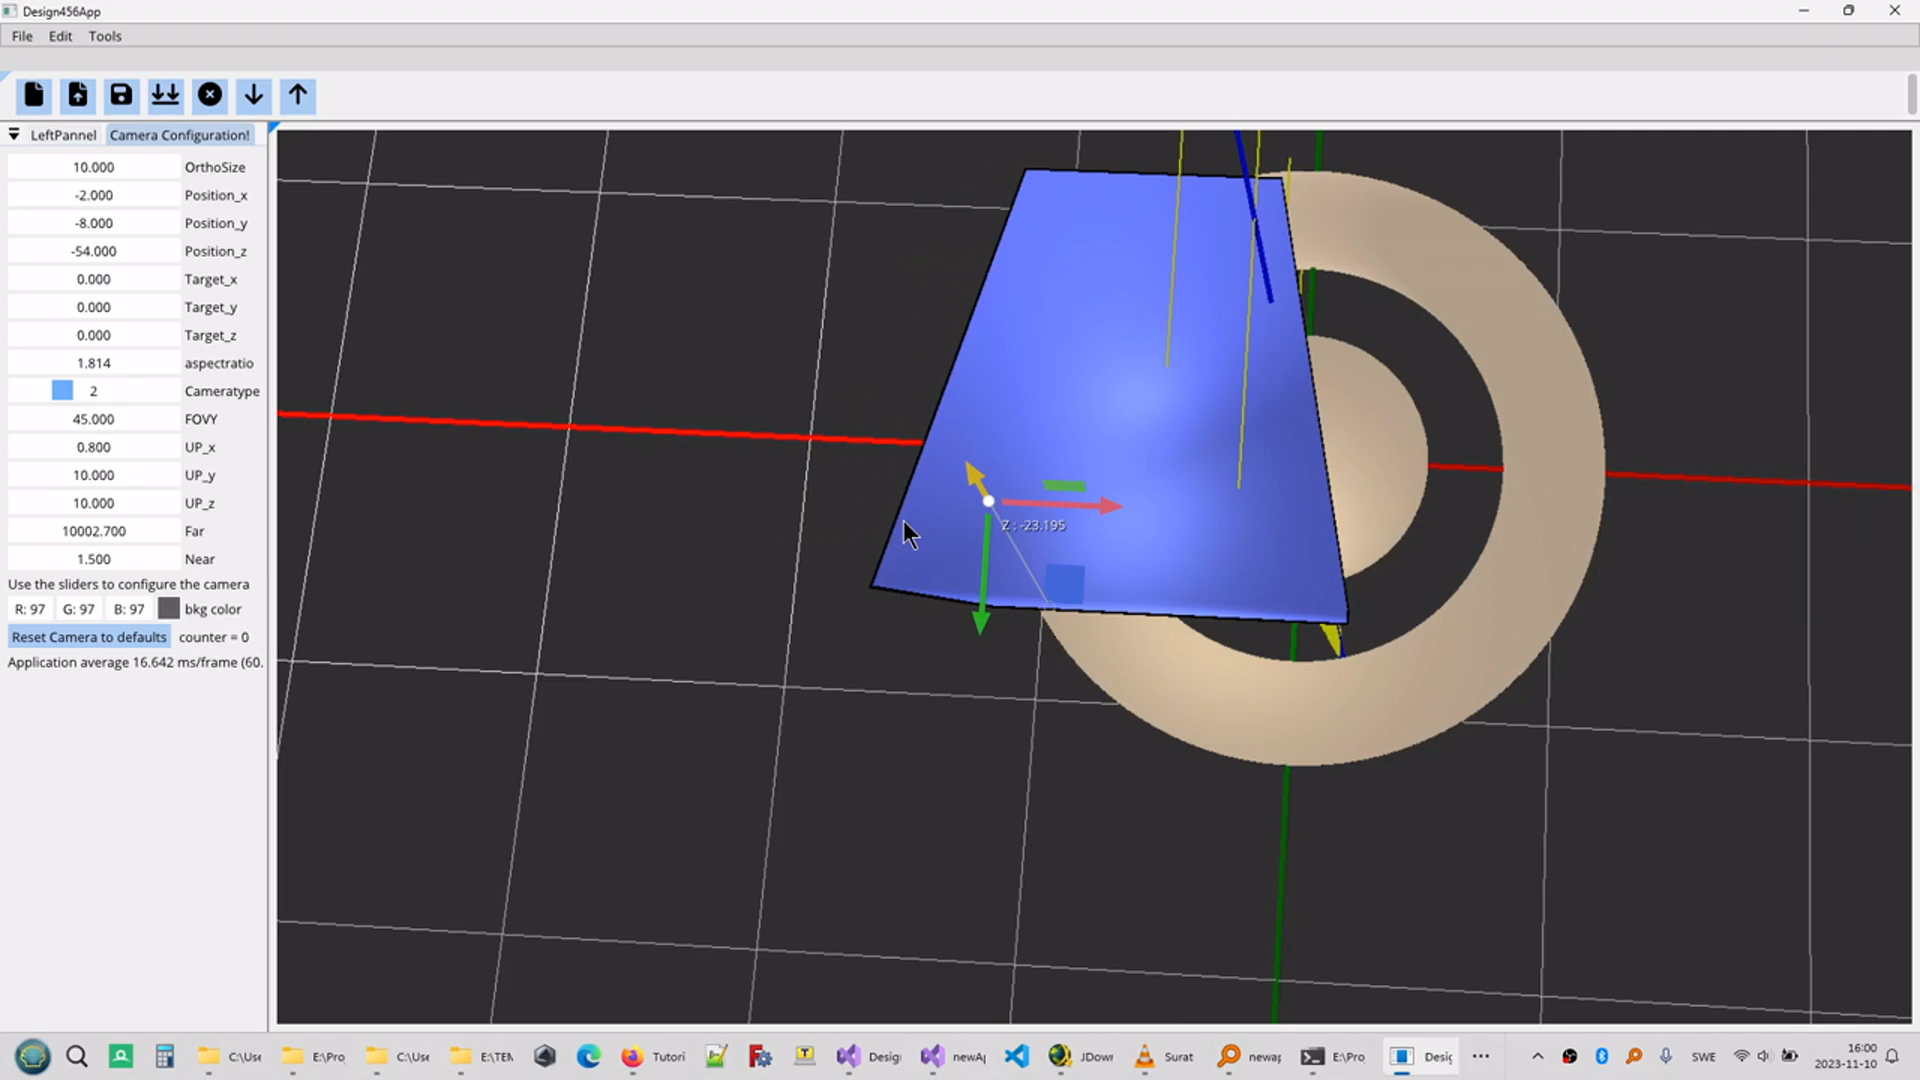 Design456App
File Edit Tools
LeftPannel Camera Configuration!
10.000 OrthoSize
-2.000 Position_x
-8.000 Position_y
-54.000 Position_z
0.000 Target_x
0.000 Target_y
0.000 Target_z
1.814 aspectratio
2 Cameratype
45.000 FOVY
0.800 UP_x
10.000 UP_y
10.000 UP_z
10002.700 Far
1.500 Near
Use the sliders to configure the camera
R: 97 G: 97 B: 97 bkg color
Reset Camera to defaults counter = 0
Application average 16.642 ms/frame (60.
Z : -23.195
C:\Use E:\Pro C:\Use E:\TEM Tutori Desig newAp JDowr Surat newap E:\Pro Desig SWE 16:00
2023-11-10